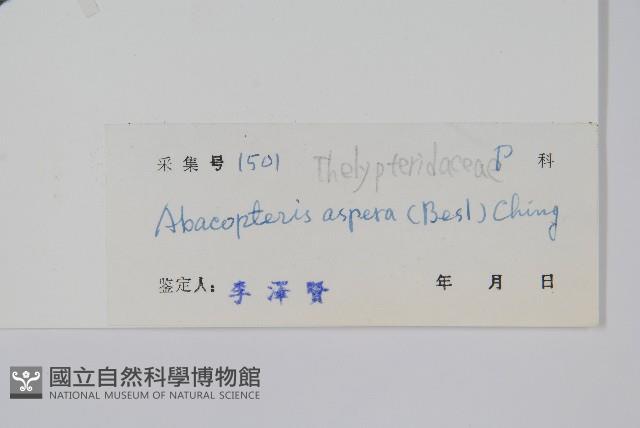 采集号 1501 Thelypteridaceae P 科
Abacopteris aspera (Besl) Ching
鉴定人: 李澤賢 年 月 日
國立自然科學博物館
NATIONAL MUSEUM OF NATURAL SCIENCE